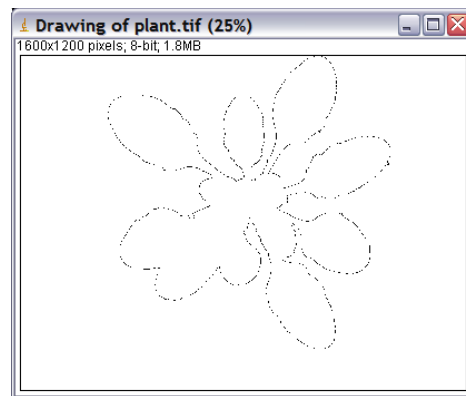 Drawing of plant.tif (25%)
1600x1200 pixels; 8-bit; 1.8MB